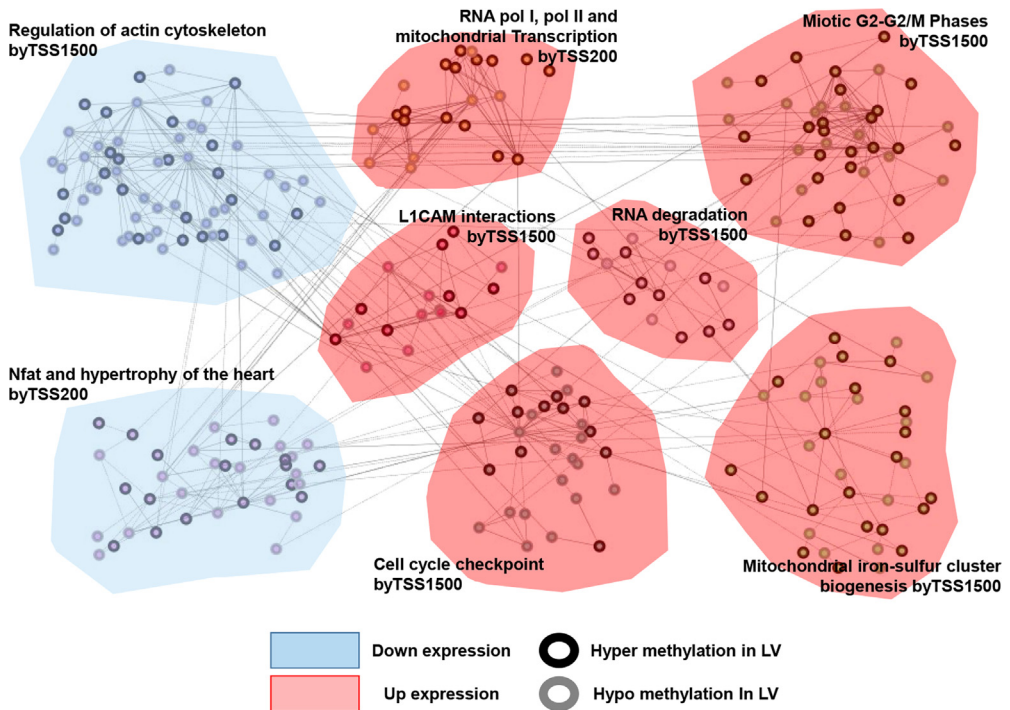 Regulation of actin cytoskeleton
byTSS1500
RNA pol I, pol II and
mitochondrial Transcription
byTSS200
Miotic G2-G2/M Phases
byTSS1500
L1CAM interactions
byTSS1500
RNA degradation
byTSS1500
Nfat and hypertrophy of the heart
byTSS200
Cell cycle checkpoint
byTSS1500
Mitochondrial iron-sulfur cluster
biogenesis byTSS1500
Down expression
Hyper methylation in LV
Up expression
Hypo methylation In LV